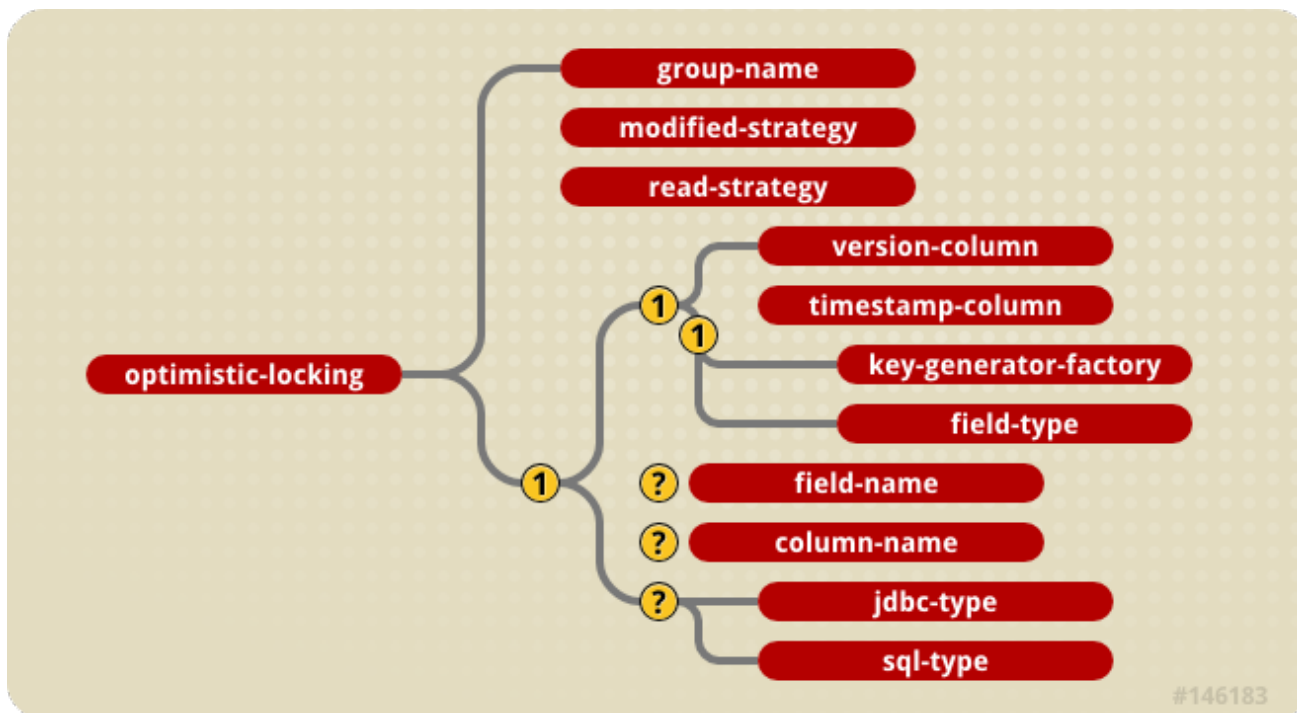 group-name
modified-strategy
read-strategy
version-column
1
timestamp-column
1
optimistic-locking
key-generator-factory
field-type
1
?
field-name
?
column-name
?
jdbc-type
sql-type
#146183